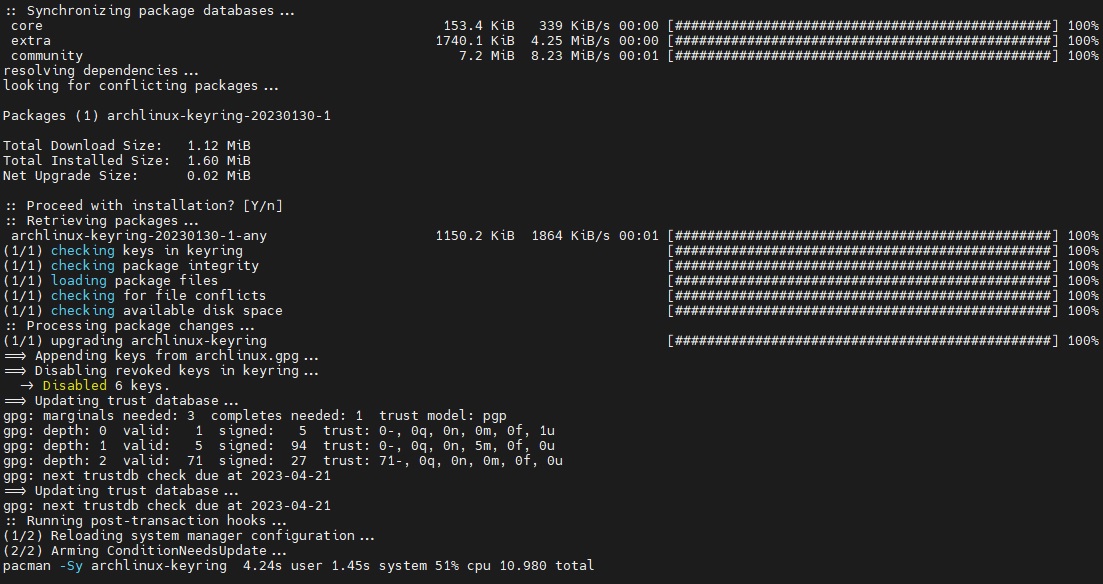 :: Synchronizing package databases...
 core                                                  153.4 KiB   339 KiB/s 00:00 [###############################################] 100%
 extra                                                1740.1 KiB  4.25 MiB/s 00:00 [###############################################] 100%
 community                                               7.2 MiB  8.23 MiB/s 00:01 [###############################################] 100%
resolving dependencies...
looking for conflicting packages...
Packages (1) archlinux-keyring-20230130-1
Total Download Size:   1.12 MiB
Total Installed Size:  1.60 MiB
Net Upgrade Size:      0.02 MiB
:: Proceed with installation? [Y/n]
:: Retrieving packages...
 archlinux-keyring-20230130-1-any                     1150.2 KiB  1864 KiB/s 00:01 [###############################################] 100%
(1/1) checking keys in keyring                                                     [###############################################] 100%
(1/1) checking package integrity                                                   [###############################################] 100%
(1/1) loading package files                                                        [###############################################] 100%
(1/1) checking for file conflicts                                                  [###############################################] 100%
(1/1) checking available disk space                                                [###############################################] 100%
:: Processing package changes...
(1/1) upgrading archlinux-keyring                                                  [###############################################] 100%
==> Appending keys from archlinux.gpg...
==> Disabling revoked keys in keyring...
  -> Disabled 6 keys.
==> Updating trust database...
gpg: marginals needed: 3  completes needed: 1  trust model: pgp
gpg: depth: 0  valid:   1  signed:   5  trust: 0-, 0q, 0n, 0m, 0f, 1u
gpg: depth: 1  valid:   5  signed:  94  trust: 0-, 0q, 0n, 5m, 0f, 0u
gpg: depth: 2  valid:  71  signed:  27  trust: 71-, 0q, 0n, 0m, 0f, 0u
gpg: next trustdb check due at 2023-04-21
==> Updating trust database...
gpg: next trustdb check due at 2023-04-21
:: Running post-transaction hooks...
(1/2) Reloading system manager configuration...
(2/2) Arming ConditionNeedsUpdate...
pacman -Sy archlinux-keyring  4.24s user 1.45s system 51% cpu 10.980 total